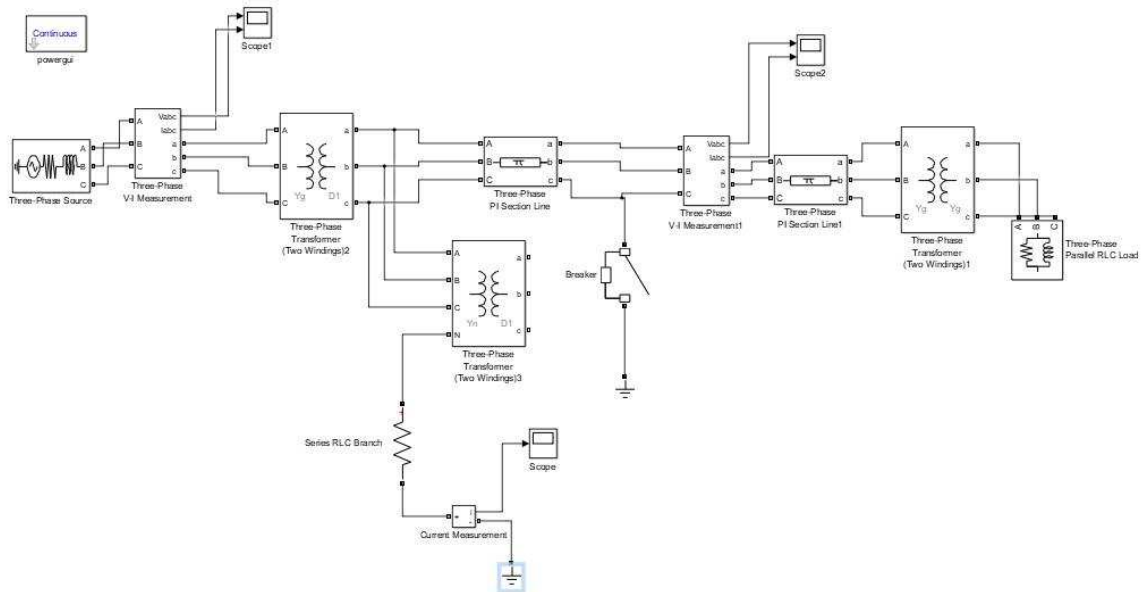 Continuous
powergui
Scope1
Scope2
A
B
C
Three-Phase Source
A
B
C
Vabc
Iabc
a
b
c
Three-Phase
V-I Measurement
A
B
C
a
b
c
Yg
D1
Three-Phase
Transformer
(Two Windings)2
A
B
C
a
b
c
π
Three-Phase
PI Section Line
A
B
C
Vabc
Iabc
a
b
c
Three-Phase
V-I Measurement1
A
B
C
a
b
c
π
Three-Phase
PI Section Line1
A
B
C
a
b
c
Yg
Yg
Three-Phase
Transformer
(Two Windings)1
A
B
C
Three-Phase
Parallel RLC Load
A
B
C
N
a
b
c
Yn
D1
Three-Phase
Transformer
(Two Windings)3
Breaker
+
Series RLC Branch
Scope
+
i
-
Current Measurement